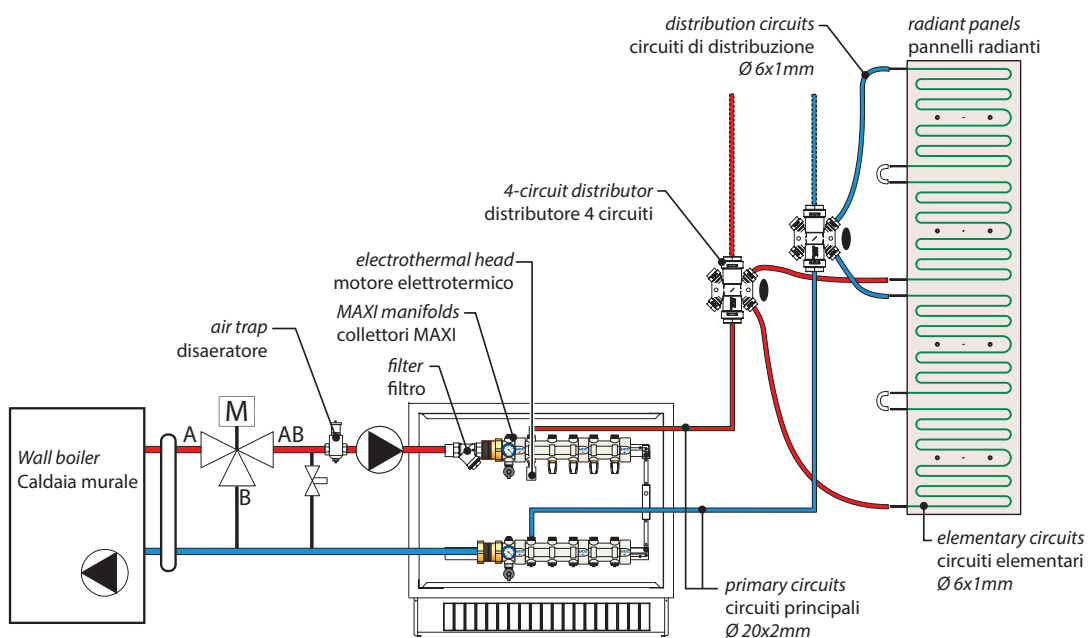 distribution circuits
circuiti di distribuzione
Ø 6x1mm
radiant panels
pannelli radianti
4-circuit distributor
distributore 4 circuiti
electrothermal head
motore elettrotermico
MAXI manifolds
collettori MAXI
air trap
disaeratore
filter
filtro
M
A
AB
B
Wall boiler
Caldaia murale
elementary circuits
circuiti elementari
Ø 6x1mm
primary circuits
circuiti principali
Ø 20x2mm